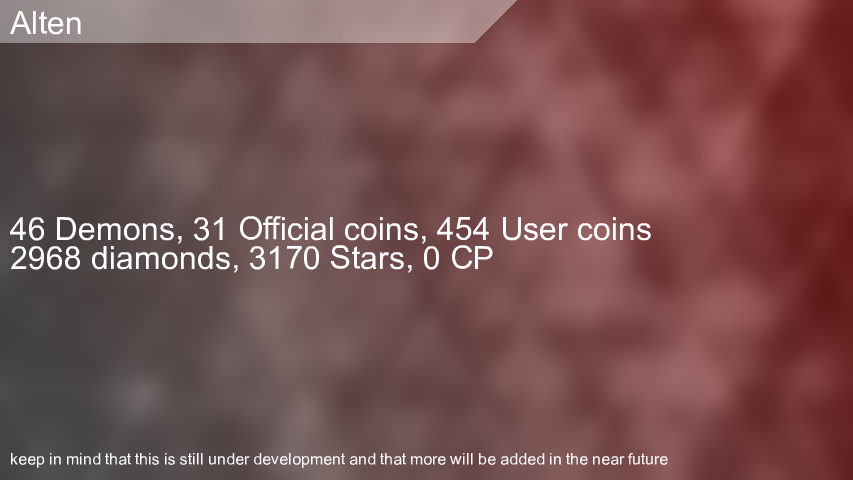 Alten
46 Demons, 31 Official coins, 454 User coins
2968 diamonds, 3170 Stars, 0 CP
keep in mind that this is still under development and that more will be added in the near future